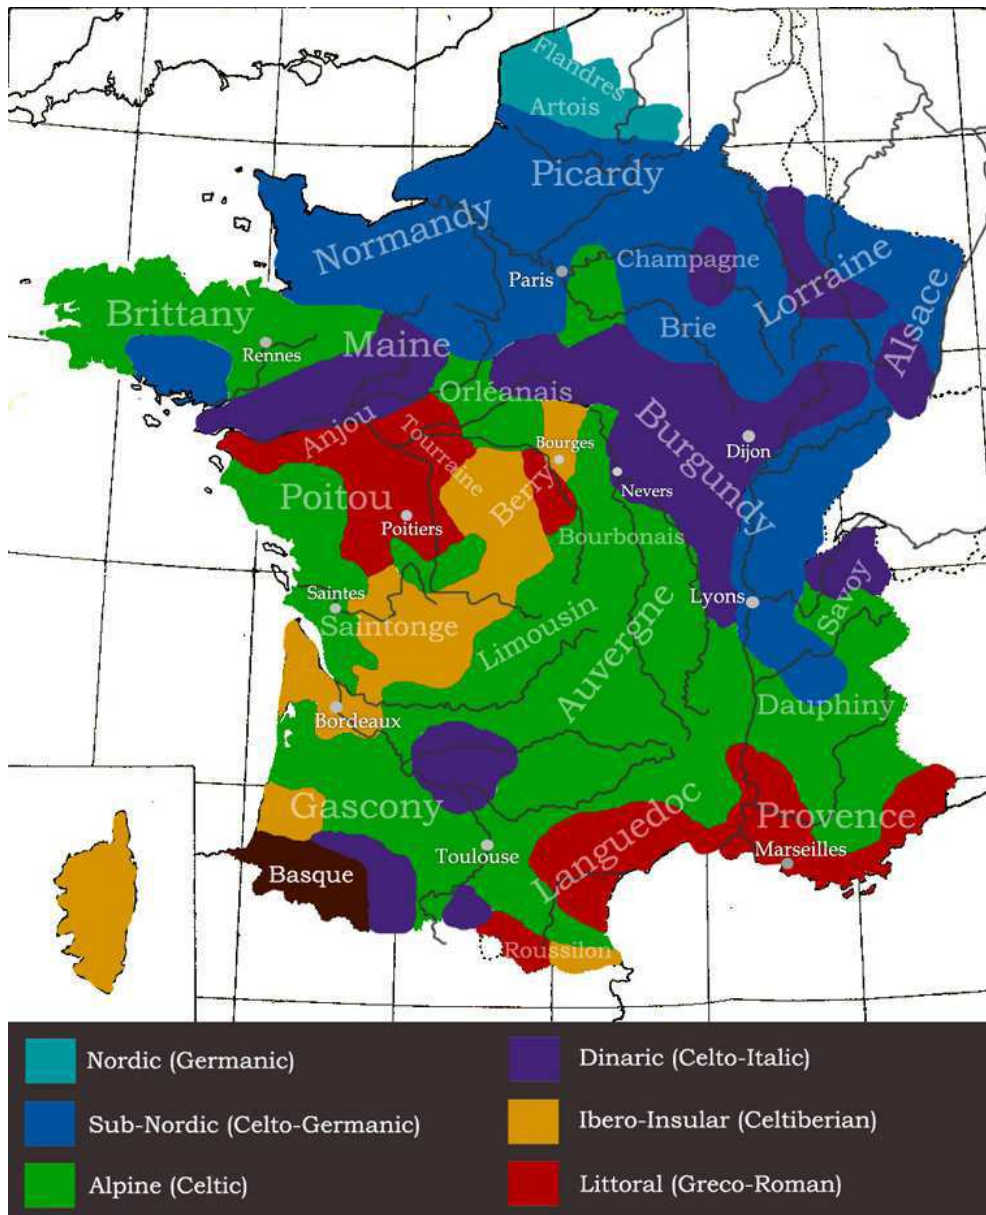 Flandres
Artois
Picardy
Normandy
Paris
Champagne
Lorraine
Alsace
Brie
Brittany
Rennes
Maine
Orléanais
Anjou
Tourraine
Bourges
Berry
Burgundy
Dijon
Nevers
Poitou
Poitiers
Bourbonais
Saintes
Saintonge
Limousin
Auvergne
Lyons
Savoy
Bordeaux
Dauphiny
Gascony
Toulouse
Languedoc
Provence
Marseilles
Basque
Roussilon
Nordic (Germanic)
Sub-Nordic (Celto-Germanic)
Alpine (Celtic)
Dinaric (Celto-Italic)
Ibero-Insular (Celtiberian)
Littoral (Greco-Roman)